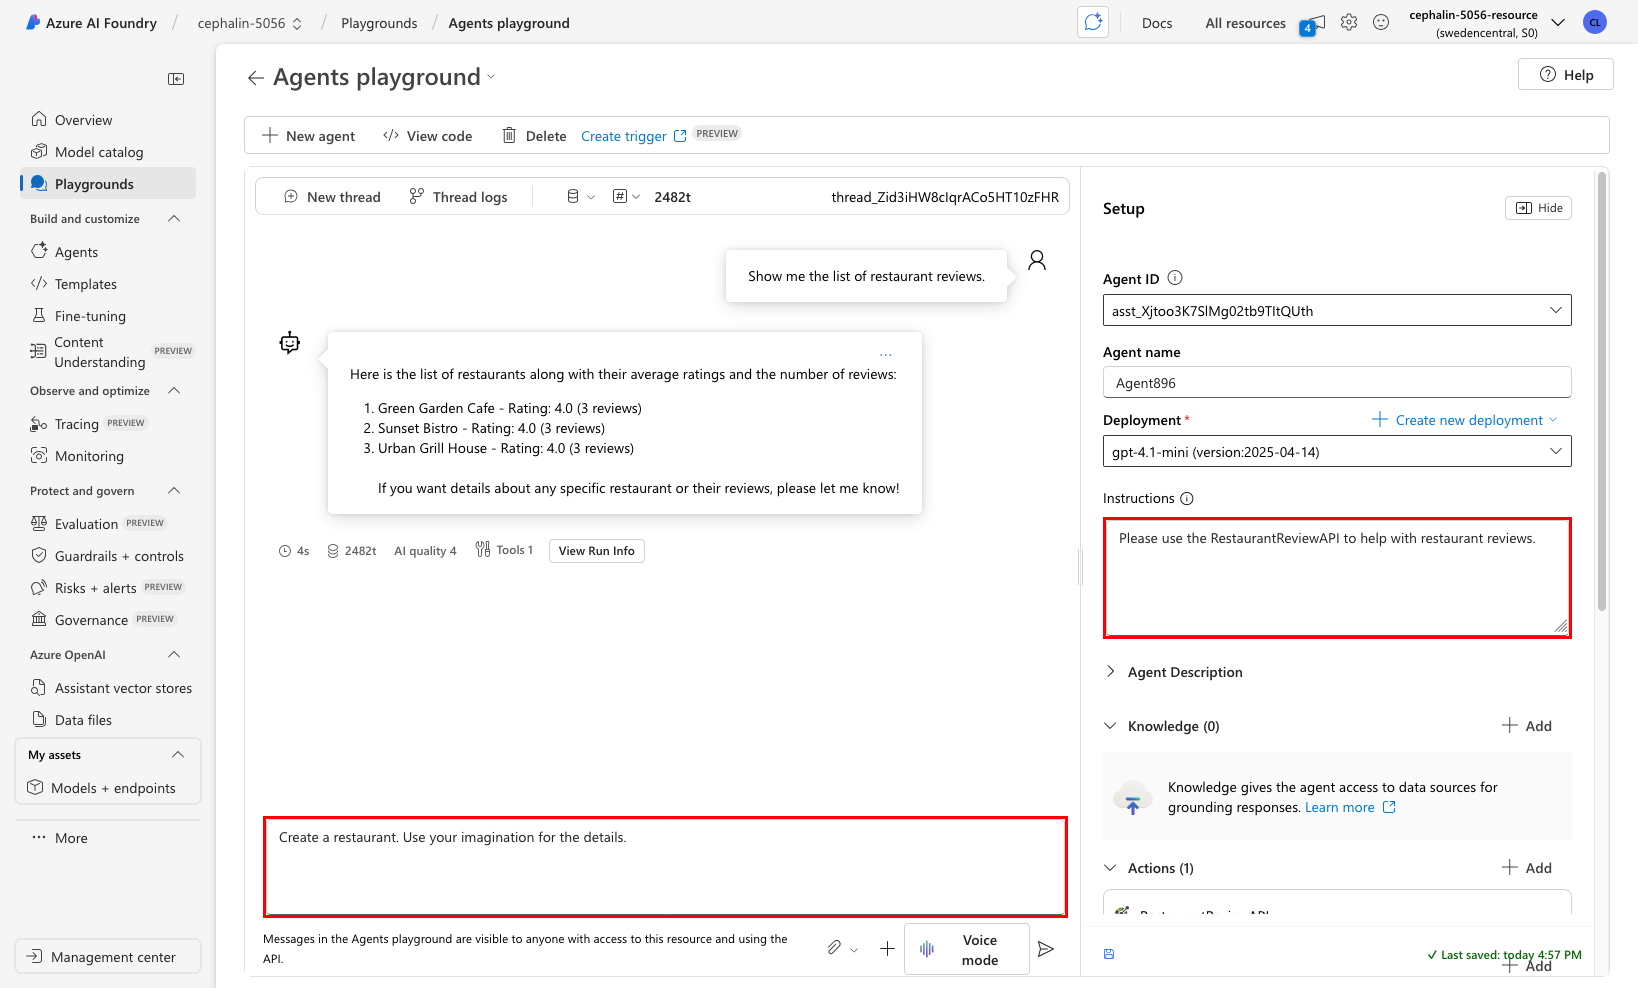 Azure AI Foundry / cephalin-5056 / Playgrounds / Agents playground
Docs
All resources
4
cephalin-5056-resource
(swedencentral, S0)
CL
Overview
Model catalog
Playgrounds
Build and customize
Agents
Templates
Fine-tuning
Content
Understanding PREVIEW
Observe and optimize
Tracing PREVIEW
Monitoring
Protect and govern
Evaluation PREVIEW
Guardrails + controls
Risks + alerts PREVIEW
Governance PREVIEW
Azure OpenAI
Assistant vector stores
Data files
My assets
Models + endpoints
... More
Management center
Agents playground
Help
New agent
View code
Delete
Create trigger PREVIEW
New thread
Thread logs
2482t
thread_Zid3iHW8cIqrACo5HT10zFHR
Show me the list of restaurant reviews.
...
Here is the list of restaurants along with their average ratings and the number of reviews:
1. Green Garden Cafe - Rating: 4.0 (3 reviews)
2. Sunset Bistro - Rating: 4.0 (3 reviews)
3. Urban Grill House - Rating: 4.0 (3 reviews)
If you want details about any specific restaurant or their reviews, please let me know!
4s
2482t
AI quality 4
Tools 1
View Run Info
Create a restaurant. Use your imagination for the details.
Messages in the Agents playground are visible to anyone with access to this resource and using the
API.
Voice
mode
Setup
Hide
Agent ID
asst_Xjtoo3K7SlMg02tb9TItQUth
Agent name
Agent896
Deployment *
Create new deployment
gpt-4.1-mini (version:2025-04-14)
Instructions
Please use the RestaurantReviewAPI to help with restaurant reviews.
Agent Description
Knowledge (0)
Add
Knowledge gives the agent access to data sources for
grounding responses. Learn more
Actions (1)
Add
RestaurantReviewAPI
Last saved: today 4:57 PM
Add